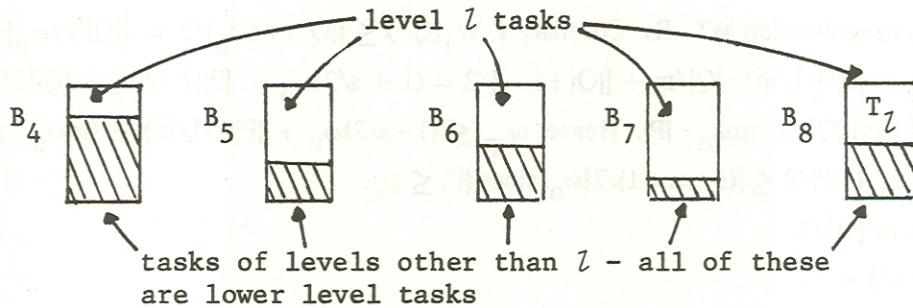 level l tasks
B4 B5 B6 B7 B8 Tl
tasks of levels other than l – all of these
are lower level tasks